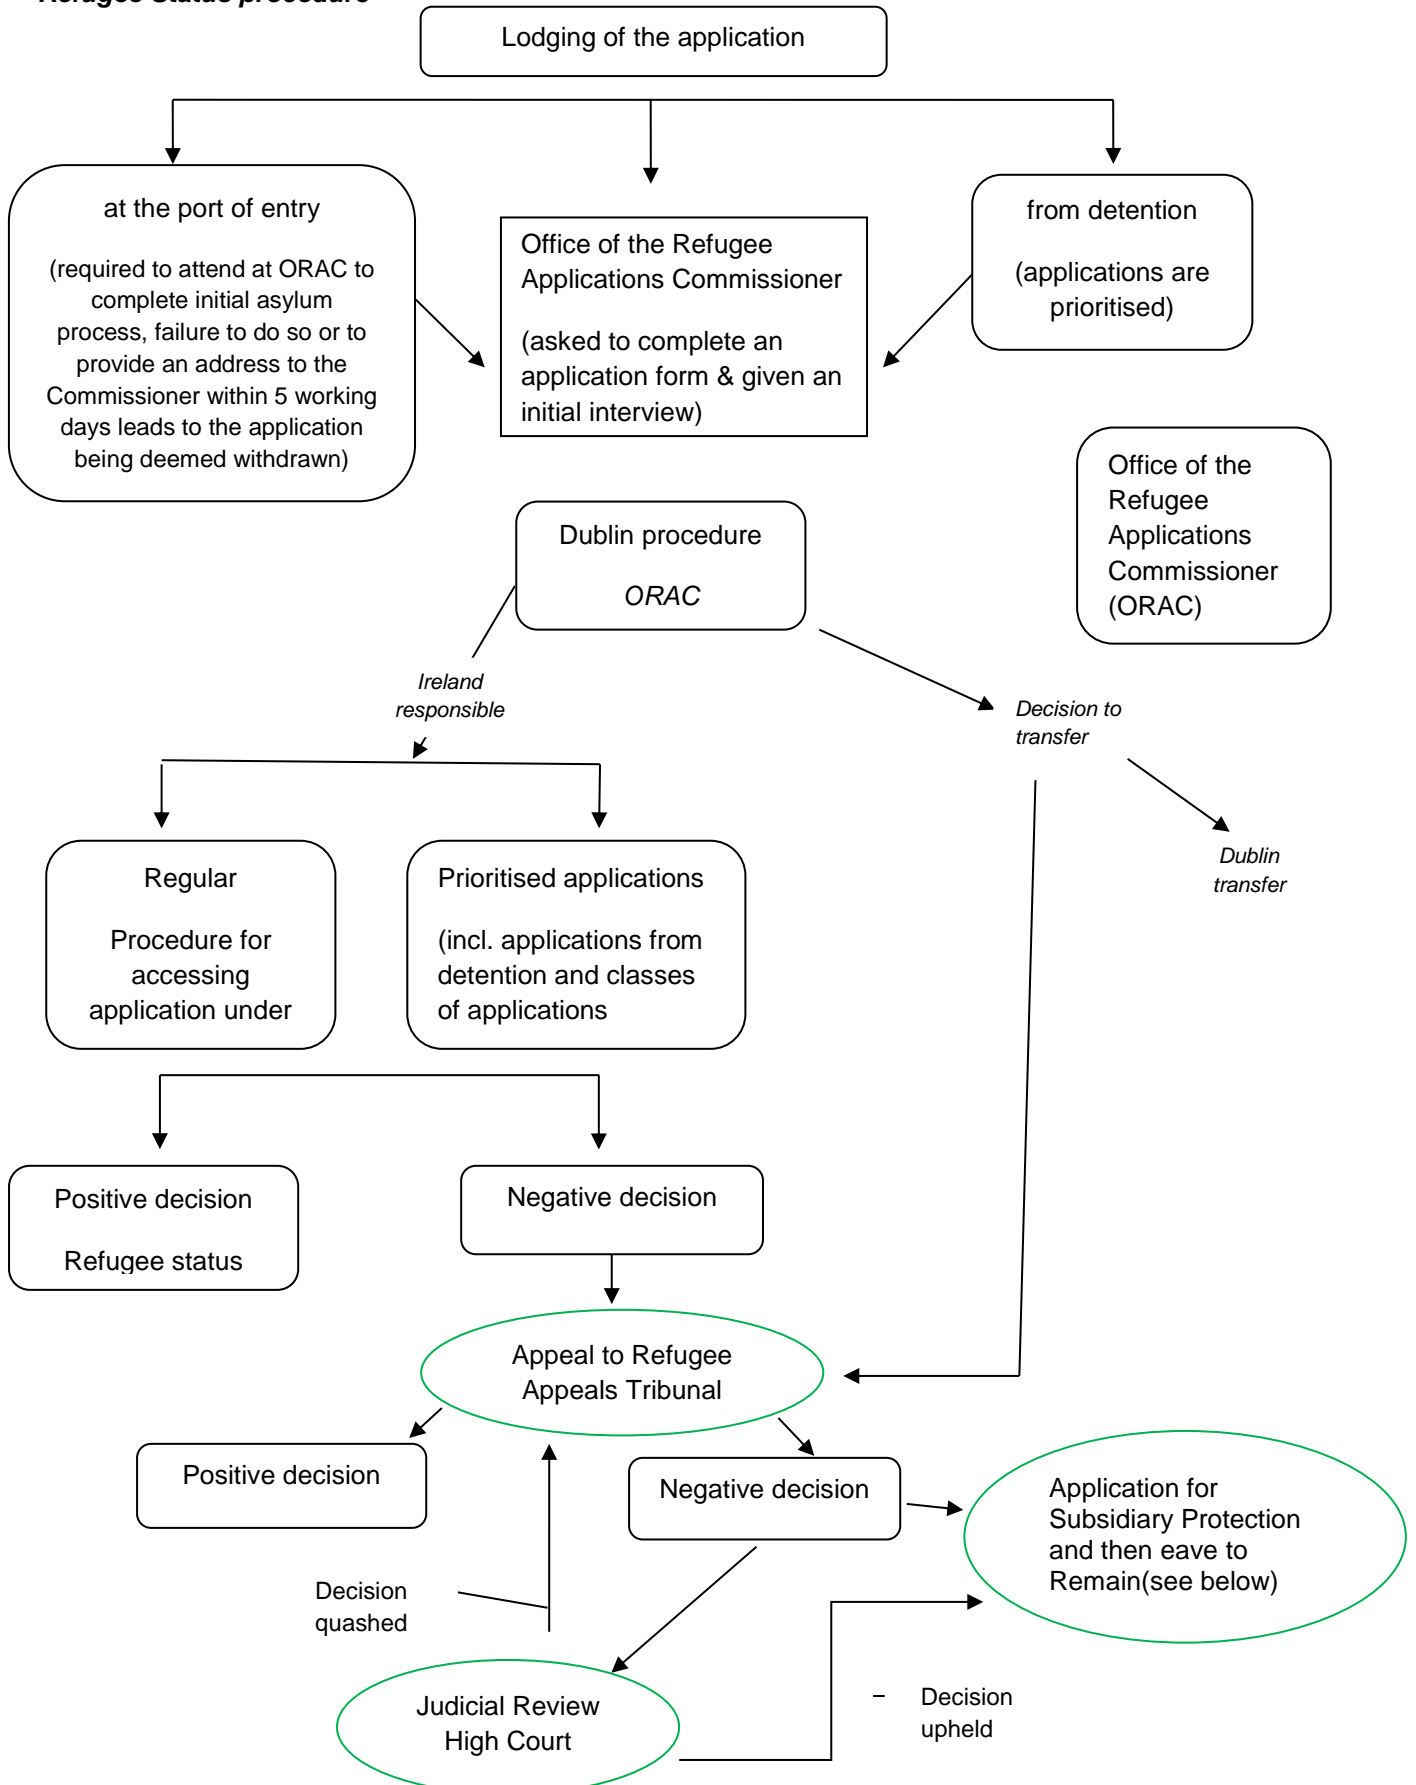 Refugee Status procedure
Lodging of the application
at the port of entry
(required to attend at ORAC to
complete initial asylum
process, failure to do so or to
provide an address to the
Commissioner within 5 working
days leads to the application
being deemed withdrawn)
Office of the Refugee
Applications Commissioner
(asked to complete an
application form & given an
initial interview)
from detention
(applications are
prioritised)
Office of the
Refugee
Applications
Commissioner
(ORAC)
Dublin procedure
ORAC
Ireland
responsible
Decision to
transfer
Dublin
transfer
Regular
Procedure for
accessing
application under
Prioritised applications
(incl. applications from
detention and classes
of applications
Positive decision
Refugee status
Negative decision
Appeal to Refugee
Appeals Tribunal
Positive decision
Negative decision
Application for
Subsidiary Protection
and then eave to
Remain(see below)
Decision
quashed
Judicial Review
High Court
– Decision
upheld